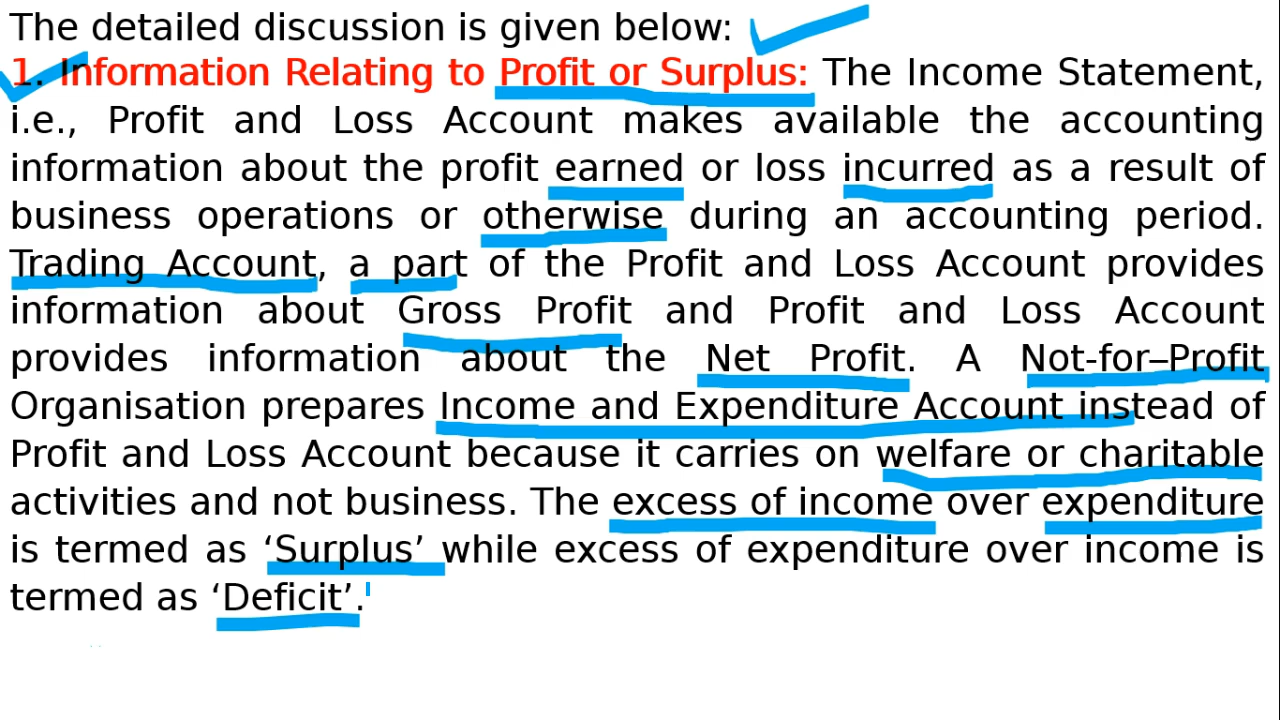 The detailed discussion is given below:
1. Information Relating to Profit or Surplus: The Income Statement,
i.e., Profit and Loss Account makes available the accounting
information about the profit earned or loss incurred as a result of
business operations or otherwise during an accounting period.
Trading Account, a part of the Profit and Loss Account provides
information about Gross Profit and Profit and Loss Account
provides information about the Net Profit. A Not-for–Profit
Organisation prepares Income and Expenditure Account instead of
Profit and Loss Account because it carries on welfare or charitable
activities and not business. The excess of income over expenditure
is termed as ‘Surplus’ while excess of expenditure over income is
termed as ‘Deficit’.